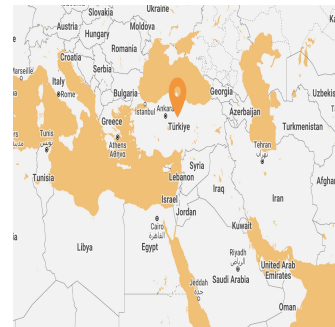 Ukraine
Slovakia
Austria
Moldova
Hungary
Romania
Croatia
Serbia
Marseille
Italy
Rome
Bulgaria
Georgia
Uzbekis
Istanbul
Ankara
Azerbaijan
Greece
Türkiye
Turkmenistan
Tunis
تونس
Athens
Αθήνα
Tehran
تهران
Tunisia
Syria
Lebanon
Afghan
Israel
Iraq
Iran
Jordan
Cairo
القاهرة
Kuwait
Libya
Egypt
Riyadh
الرياض
United Arab
Emirates
Jeddah
جدة
Saudi Arabia
Oman